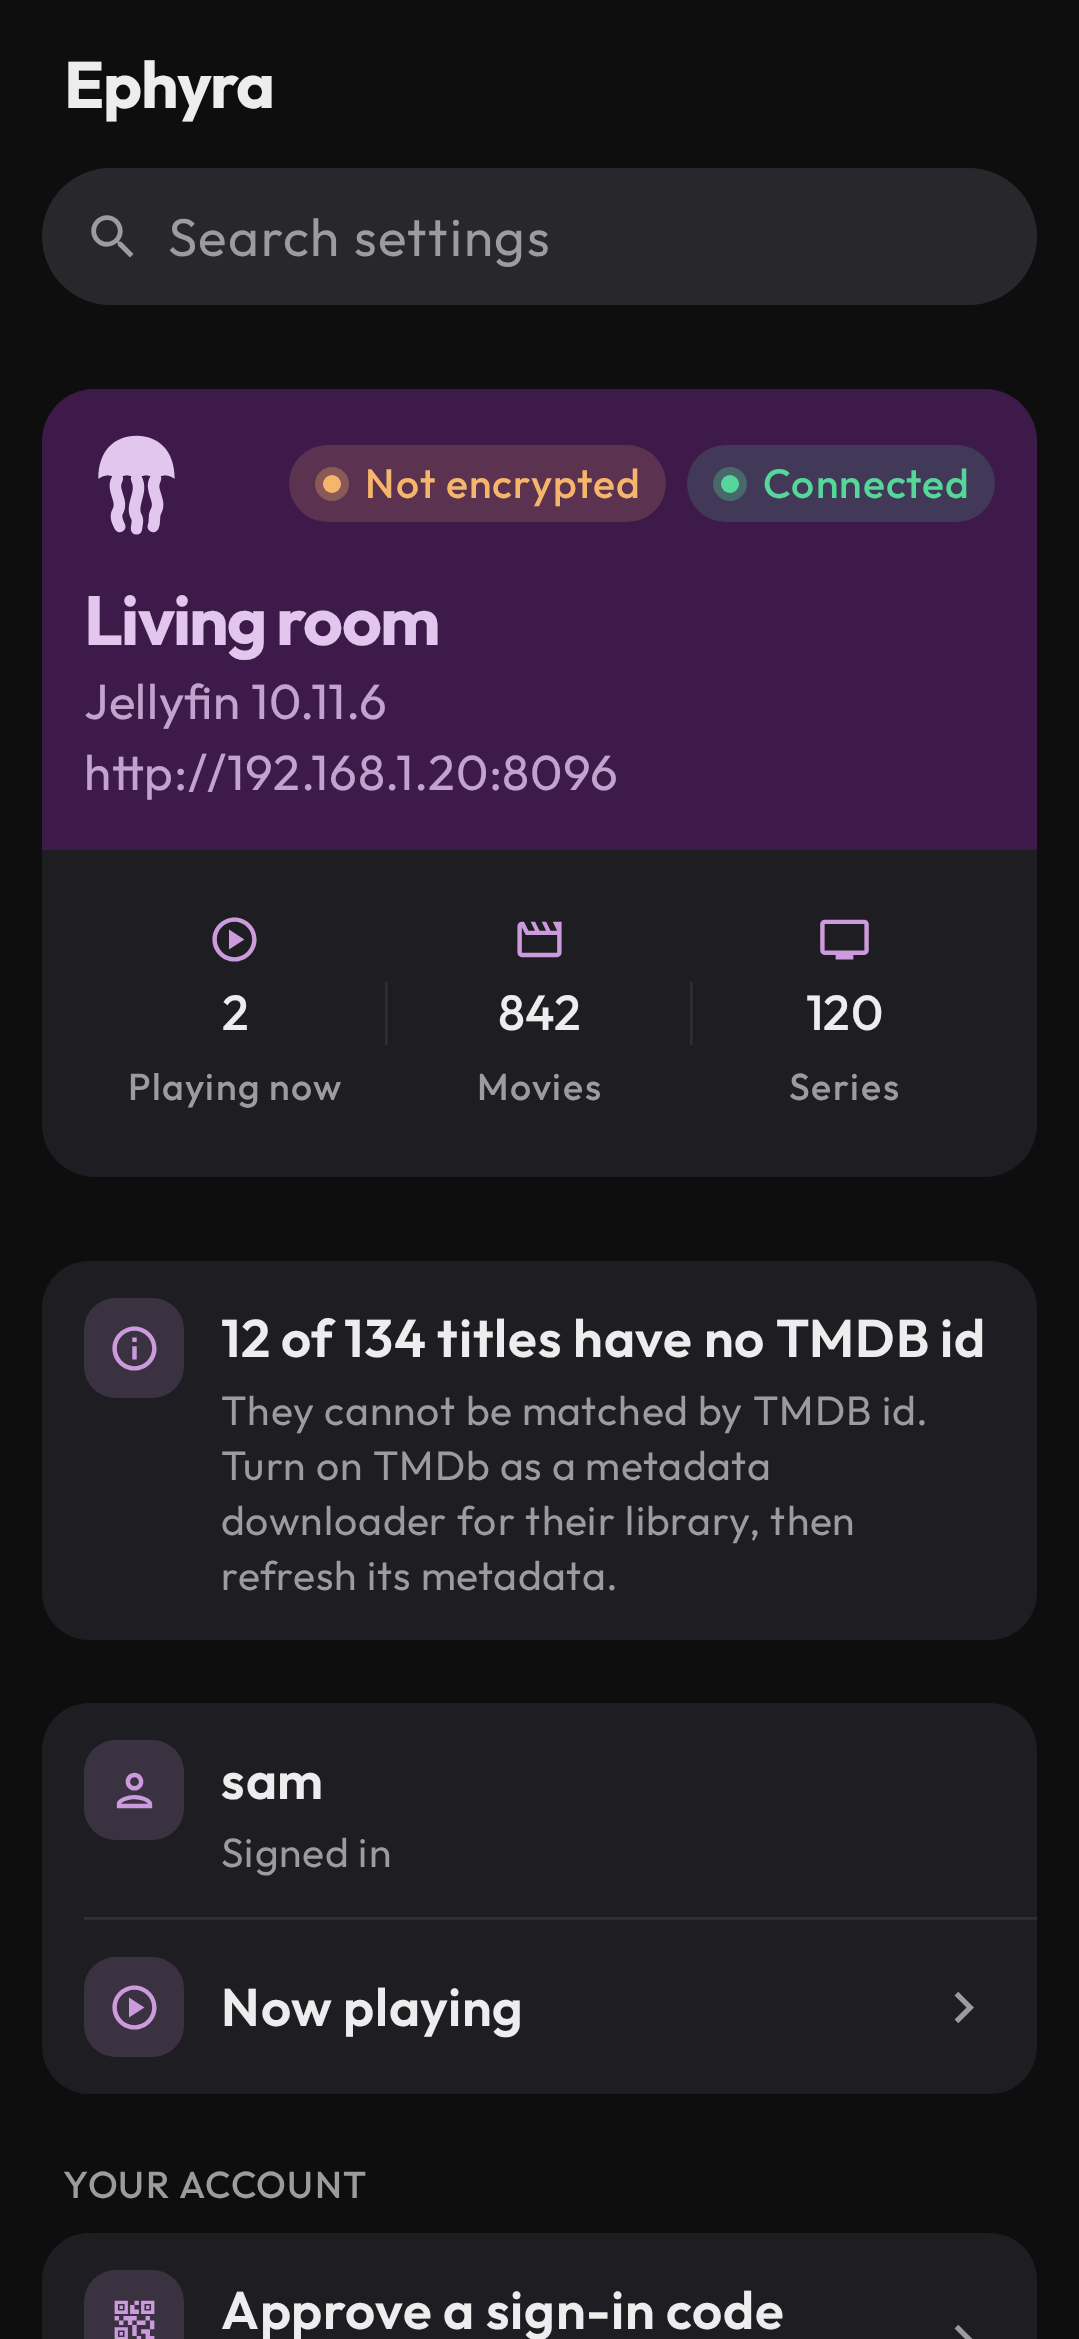 Ephyra
Search settings
Not encrypted
Connected
Living room
Jellyfin 10.11.6
http://192.168.1.20:8096
2
842
120
Playing now
Movies
Series
12 of 134 titles have no TMDB id
They cannot be matched by TMDB id.
Turn on TMDb as a metadata
downloader for their library, then
refresh its metadata.
sam
Signed in
Now playing
YOUR ACCOUNT
Approve a sign-in code